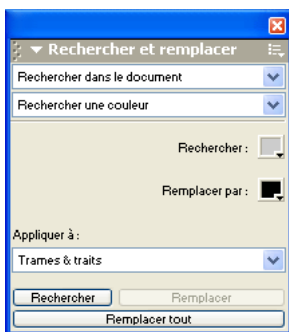 Rechercher et remplacer
Rechercher dans le document
Rechercher une couleur
Rechercher :
Remplacer par :
Appliquer à :
Trames & traits
Rechercher Remplacer
Remplacer tout